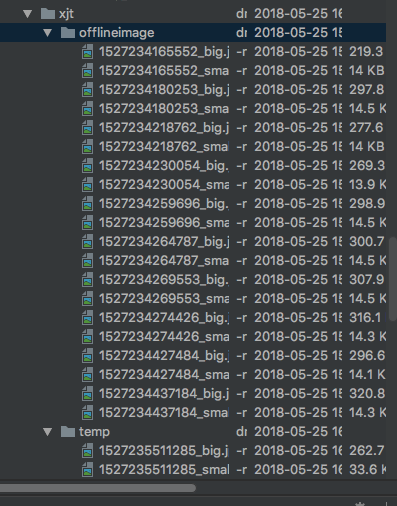 xjt dr 2018-05-25 16
offlineimage dr 2018-05-25 15
1527234165552_big.j -r 2018-05-25 15 219.3
1527234165552_sma -r 2018-05-25 15 14 KB
1527234180253_big.j -r 2018-05-25 15 297.8
1527234180253_sma -r 2018-05-25 15 14.5 K
1527234218762_big.j -r 2018-05-25 15 277.6
1527234218762_smal -r 2018-05-25 15 14 KB
1527234230054_big. -r 2018-05-25 15 269.3
1527234230054_sma -r 2018-05-25 15 13.9 K
1527234259696_big. -r 2018-05-25 15 298.9
1527234259696_sma -r 2018-05-25 15 14.5 K
1527234264787_big.j -r 2018-05-25 15 300.7
1527234264787_smal -r 2018-05-25 15 14.5 K
1527234269553_big.j -r 2018-05-25 15 307.9
1527234269553_sma -r 2018-05-25 15 14.5 K
1527234274426_big.j -r 2018-05-25 15 316.1
1527234274426_sma -r 2018-05-25 15 14.3 K
1527234427484_big.j -r 2018-05-25 15 296.6
1527234427484_sma -r 2018-05-25 15 14.1 K
1527234437184_big.j -r 2018-05-25 15 320.8
1527234437184_smal -r 2018-05-25 15 14.3 K
temp dr 2018-05-25 16
1527235511285_big.j -r 2018-05-25 16 262.7
1527235511285_smal -r 2018-05-25 16 33.6 K